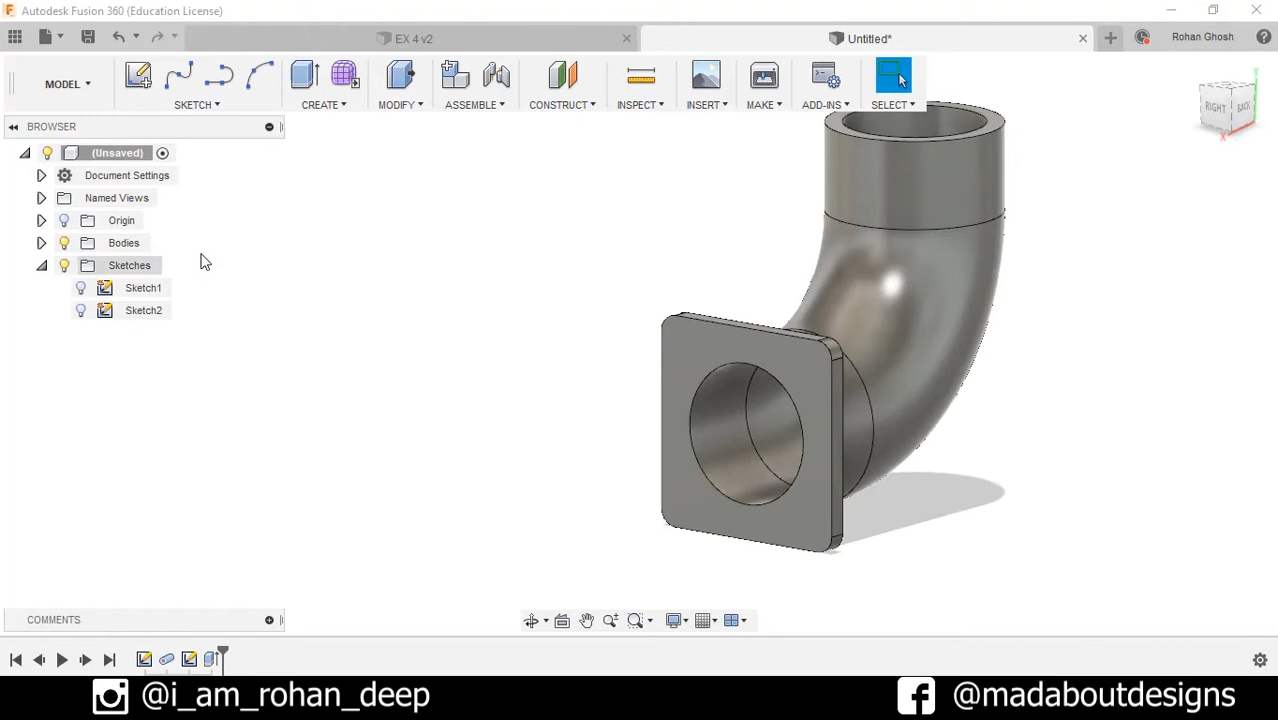 Autodesk Fusion 360 (Education License)
EX 4 v2
Untitled*
Rohan Ghosh
MODEL
SKETCH
CREATE
MODIFY
ASSEMBLE
CONSTRUCT
INSPECT
INSERT
MAKE
ADD-INS
SELECT
RIGHT
BACK
Z
X
BROWSER
(Unsaved)
Document Settings
Named Views
Origin
Bodies
Sketches
Sketch1
Sketch2
COMMENTS
@i_am_rohan_deep
@madaboutdesigns